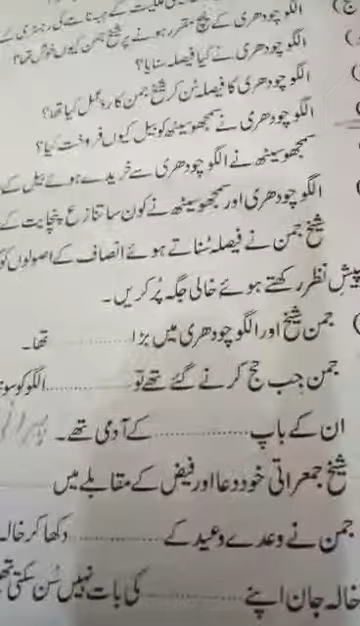 الگو چودھری کے پنچ مقرر ہونے پر شیخ جمن کیوں خوش تھا؟
الگو چودھری نے کیا فیصلہ سنایا؟
الگو چودھری کا فیصلہ سُن کر شیخ جمن کا ردِعمل کیا تھا؟
الگو چودھری نے سمجھو سیٹھ کو بیل کیوں فروخت کیا؟
سمجھو سیٹھ نے الگو چودھری سے خریدے ہوئے بیل کے
الگو چودھری اور سمجھو سیٹھ نے کون سا تنازع پنچایت کے
شیخ جمن نے فیصلہ سُناتے ہوئے انصاف کے اصولوں کو
پیشِ نظر رکھتے ہوئے خالی جگہ پُر کریں۔
جمن شیخ اور الگو چودھری میں بڑا ............ تھا۔
جمن جب حج کرنے گئے تھے تو ............ الگو کو سو
ان کے باپ ............ کے آدمی تھے۔
شیخ جمعراتی خود دعا اور فیض کے مقابلے میں
جمن نے وعدے وعید کے ............ دکھا کر خالہ
خالہ جان اپنے ............ کی بات نہیں سُن سکتی تھی